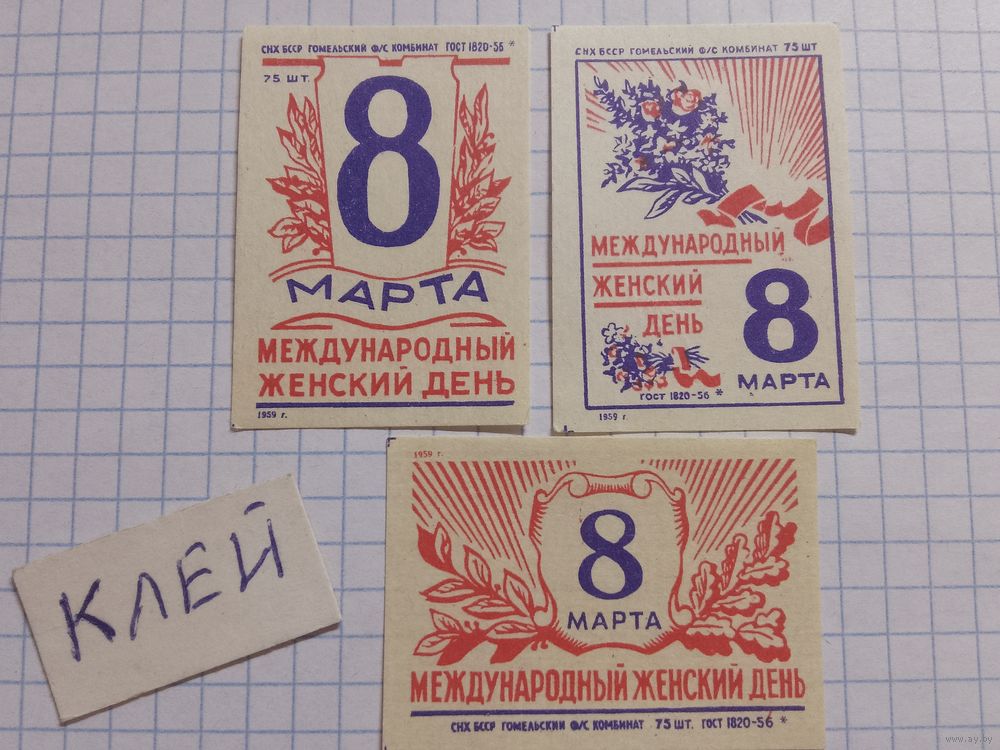 СНХ БССР ГОМЕЛЬСКИЙ Ф/С КОМБИНАТ ГОСТ 1820-56 *
75 ШТ.
8
МАРТА
МЕЖДУНАРОДНЫЙ
ЖЕНСКИЙ ДЕНЬ
1959 г.
СНХ БССР ГОМЕЛЬСКИЙ Ф/С КОМБИНАТ 75 ШТ
МЕЖДУНАРОДНЫЙ
ЖЕНСКИЙ
ДЕНЬ
8
МАРТА
ГОСТ 1820-56 *
1959 г.
1959 г.
8
МАРТА
МЕЖДУНАРОДНЫЙ ЖЕНСКИЙ ДЕНЬ
СНХ БССР ГОМЕЛЬСКИЙ Ф/С КОМБИНАТ 75 ШТ. ГОСТ 1820-56 *
КЛЕЙ
www.ay.by